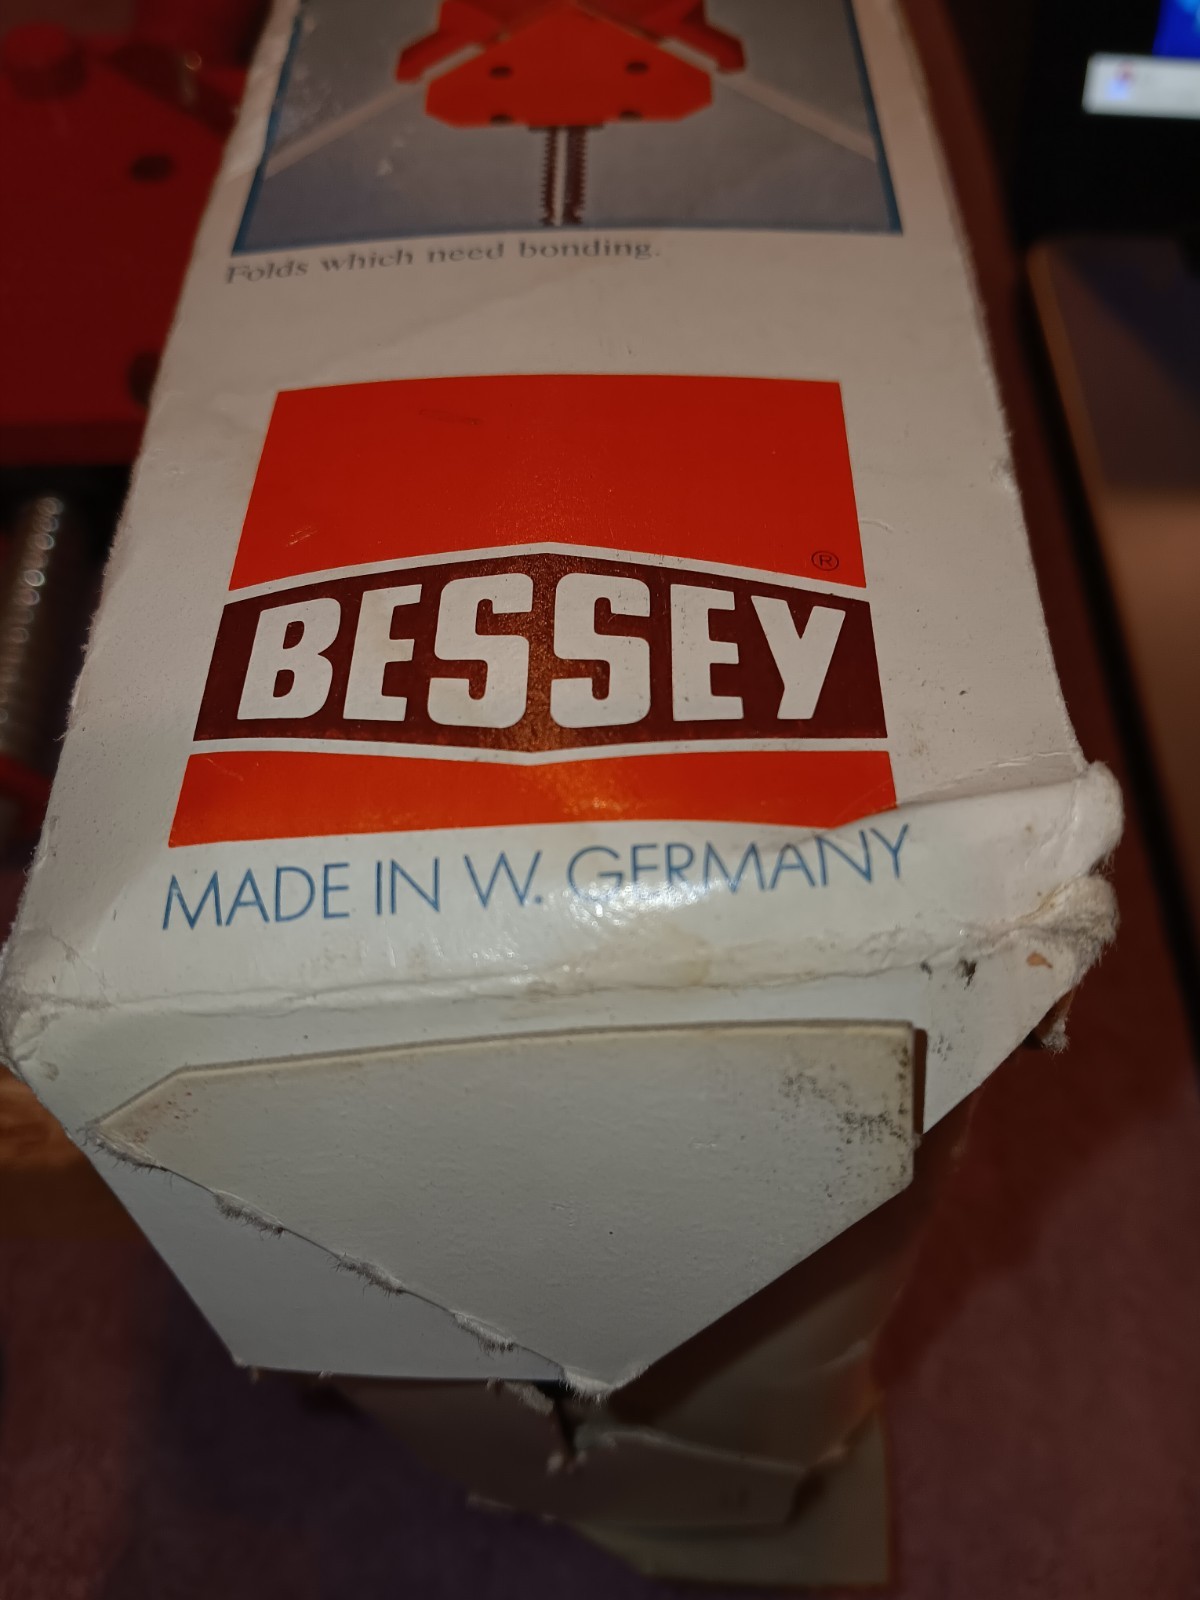 Folds which need bonding.
®
BESSEY
MADE IN W. GERMANY